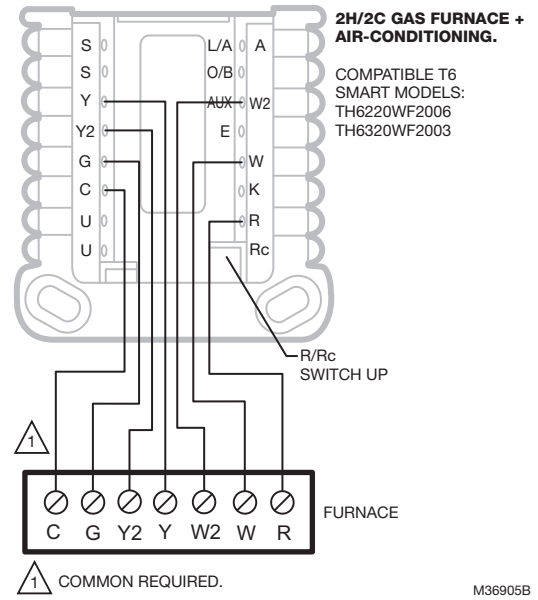 2H/2C GAS FURNACE +
AIR-CONDITIONING.
COMPATIBLE T6
SMART MODELS:
TH6220WF2006
TH6320WF2003
S
S
Y
Y2
G
C
U
U
L/A A
O/B
AUX W2
E
W
K
R
Rc
R/Rc
SWITCH UP
1
C G Y2 Y W2 W R
FURNACE
1 COMMON REQUIRED.
M36905B